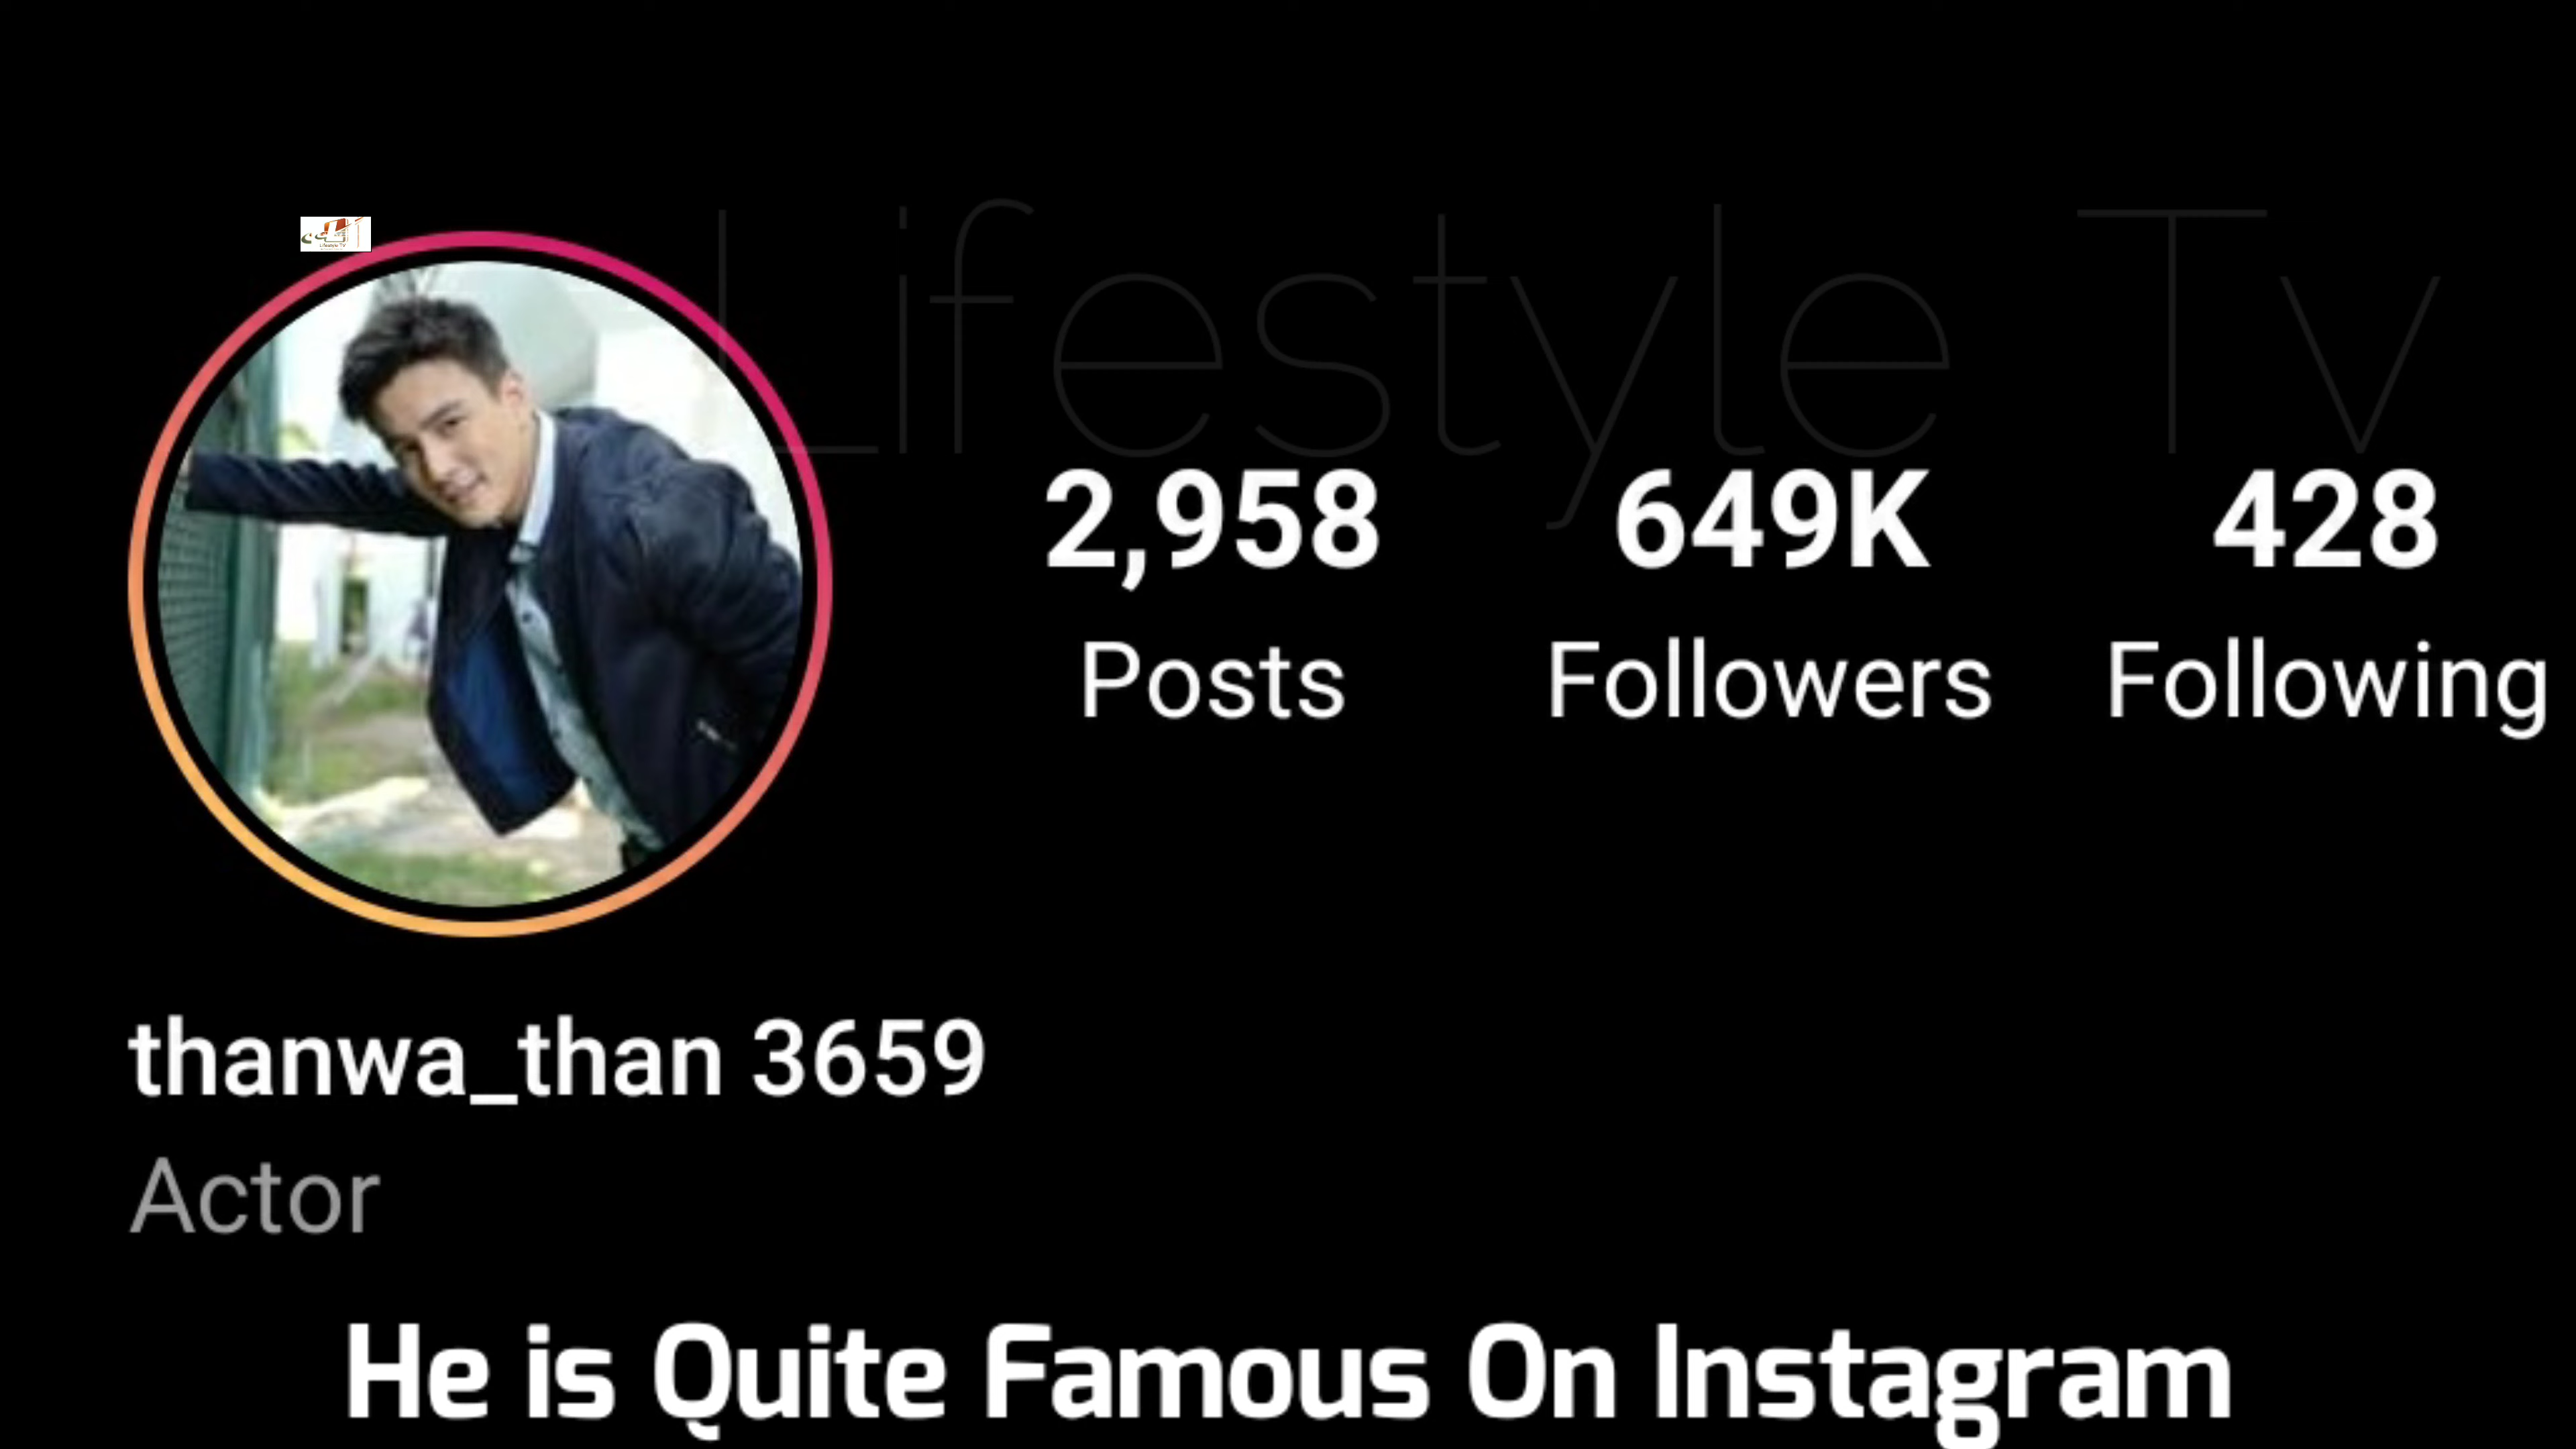 Lifestyle Tv
2,958 649K 428
Posts Followers Following
thanwa_than 3659
Actor
He is Quite Famous On Instagram